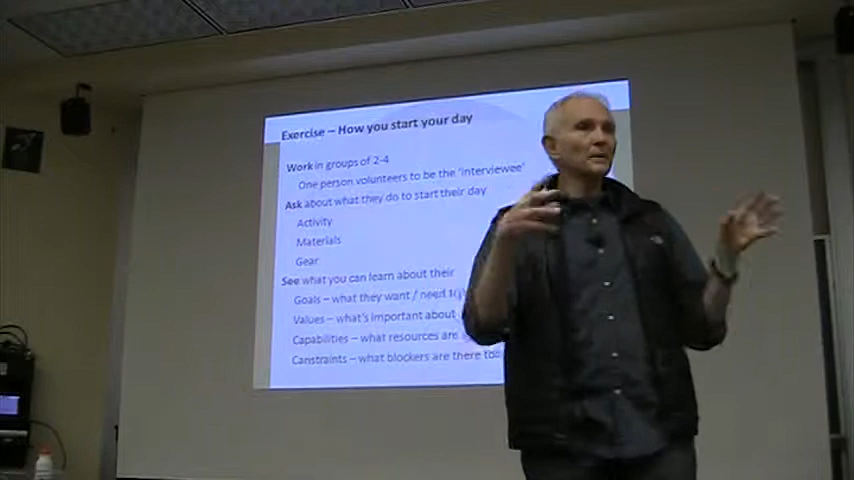 Exercise – How you start your day
Work in groups of 2-4
One person volunteers to be the 'interviewee'
Ask about what they do to start their day
Activity
Materials
Gear
See what you can learn about their
Goals – what they want / need
Values – what's important about
Capabilities – what resources are
Constraints – what blockers are there to